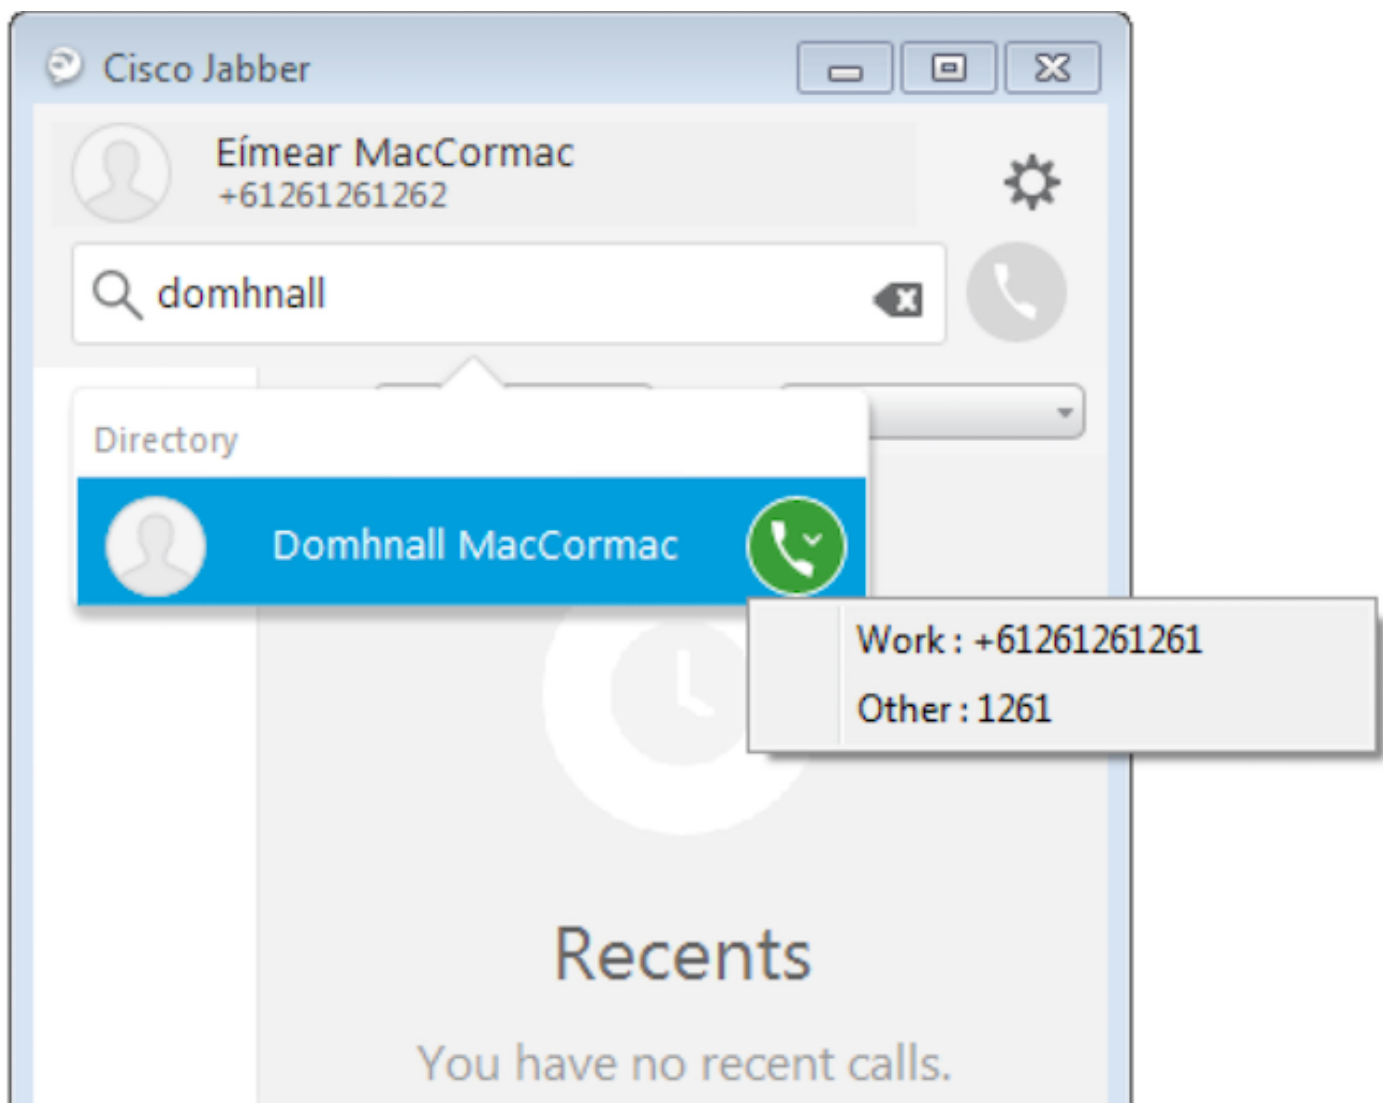 Cisco Jabber
Eímear MacCormac
+61261261262
domhnall
Directory
Domhnall MacCormac
Work : +61261261261
Other : 1261
Recents
You have no recent calls.